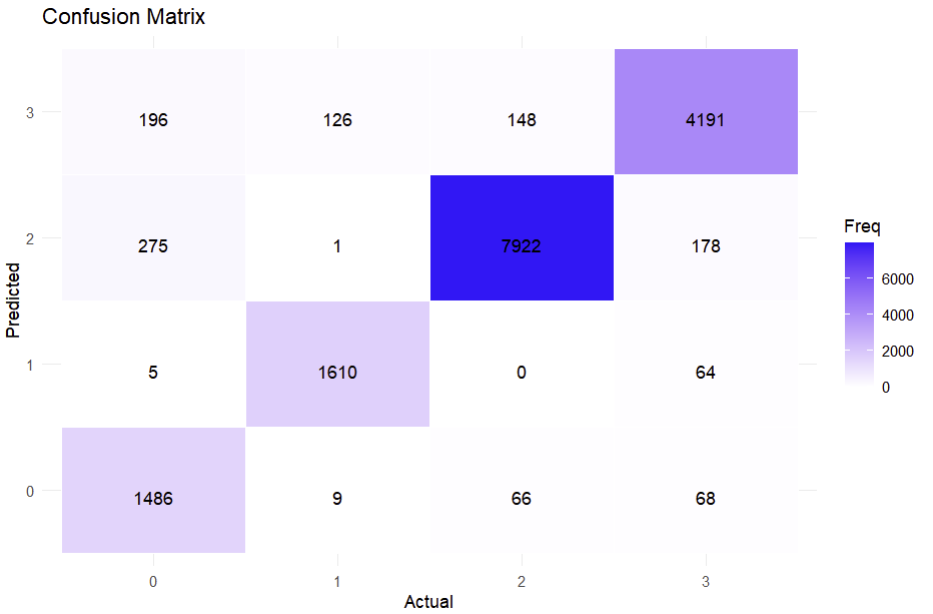 Confusion Matrix
Predicted
3
196 126 148 4191
2
275 1 7922 178
1
5 1610 0 64
0
1486 9 66 68
0 1 2 3
Actual
Freq
6000
4000
2000
0